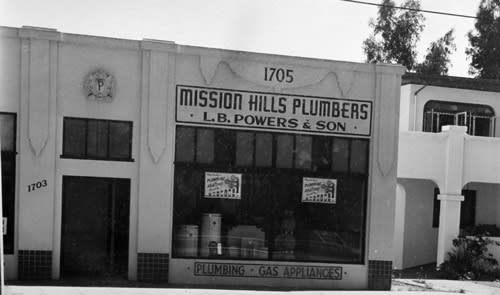 P
1705
MISSION HILLS PLUMBERS
· L.B. POWERS & SON ·
1703
PLUMBING · GAS APPLIANCES